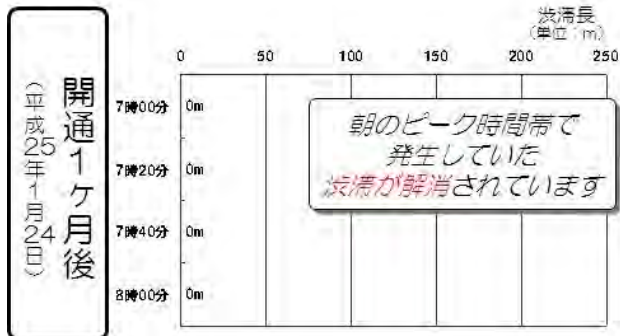 開通1ヶ月後
(平成25年1月24日)
渋滞長
(単位:m)
0 50 100 150 200 250
7時00分 0m
7時20分 0m
7時40分 0m
8時00分 0m
朝のピーク時間帯で
発生していた
渋滞が解消されています